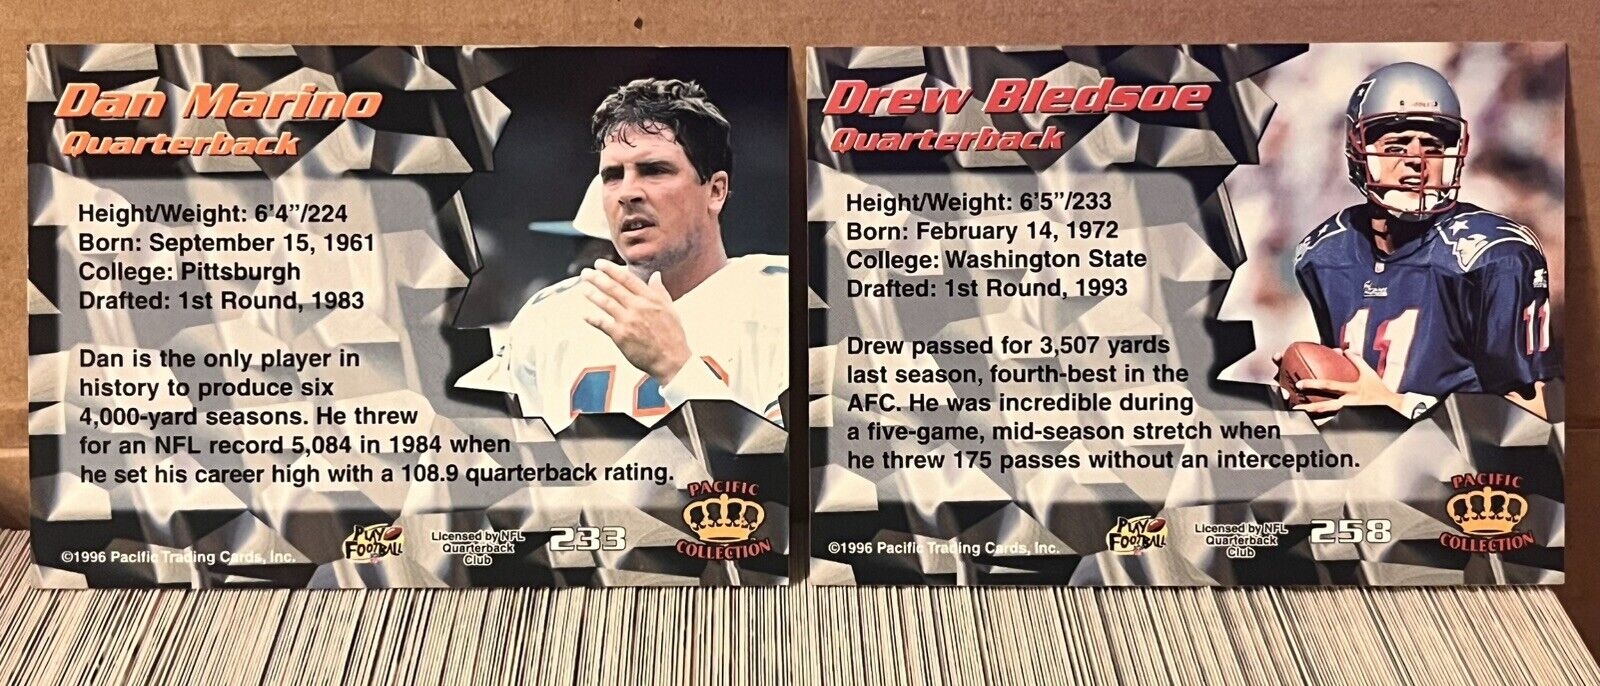 Dan Marino
Quarterback
Height/Weight: 6'4"/224
Born: September 15, 1961
College: Pittsburgh
Drafted: 1st Round, 1983
Dan is the only player in
history to produce six
4,000-yard seasons. He threw
for an NFL record 5,084 in 1984 when
he set his career high with a 108.9 quarterback rating.
©1996 Pacific Trading Cards, Inc.
PLAY
FOOTBALL
Licensed by NFL
Quarterback
Club
233
PACIFIC
COLLECTION
Drew Bledsoe
Quarterback
Height/Weight: 6'5"/233
Born: February 14, 1972
College: Washington State
Drafted: 1st Round, 1993
Drew passed for 3,507 yards
last season, fourth-best in the
AFC. He was incredible during
a five-game, mid-season stretch when
he threw 175 passes without an interception.
11
11
©1996 Pacific Trading Cards, Inc.
PLAY
FOOTBALL
Licensed by NFL
Quarterback
Club
258
PACIFIC
COLLECTION